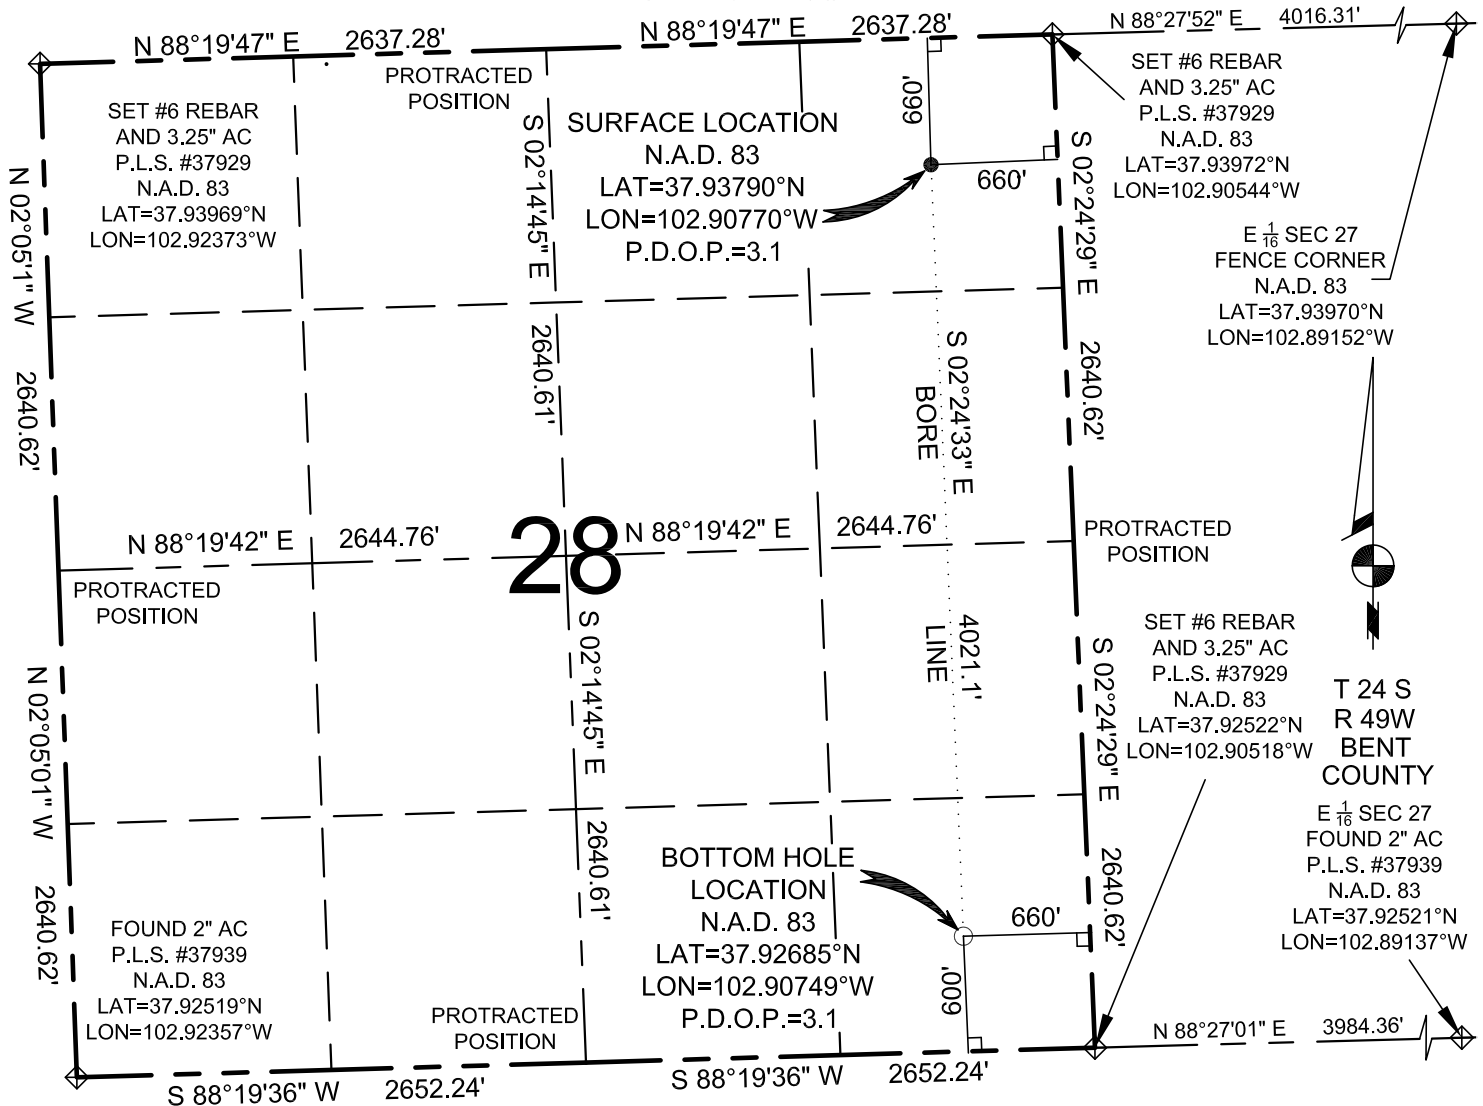 N 88°19'47" E 2637.28'
N 88°19'47" E 2637.28'
N 88°27'52" E 4016.31'
PROTRACTED
POSITION
SET #6 REBAR
AND 3.25" AC
P.L.S. #37929
N.A.D. 83
LAT=37.93969°N
LON=102.92373°W
SURFACE LOCATION
N.A.D. 83
LAT=37.93790°N
LON=102.90770°W
P.D.O.P.=3.1
660'
660'
SET #6 REBAR
AND 3.25" AC
P.L.S. #37929
N.A.D. 83
LAT=37.93972°N
LON=102.90544°W
E 1/16 SEC 27
FENCE CORNER
N.A.D. 83
LAT=37.93970°N
LON=102.89152°W
N 02°05'1" W 2640.62'
S 02°14'45" E 2640.61'
S 02°24'29" E 2640.62'
S 02°24'33" E 4021.1'
BORE LINE
N 88°19'42" E 2644.76'
28
N 88°19'42" E 2644.76'
PROTRACTED
POSITION
PROTRACTED
POSITION
N
N 02°05'01" W 2640.62'
S 02°14'45" E 2640.61'
S 02°24'29" E 2640.62'
SET #6 REBAR
AND 3.25" AC
P.L.S. #37929
N.A.D. 83
LAT=37.92522°N
LON=102.90518°W
T 24 S
R 49W
BENT
COUNTY
E 1/16 SEC 27
FOUND 2" AC
P.L.S. #37939
N.A.D. 83
LAT=37.92521°N
LON=102.89137°W
BOTTOM HOLE
LOCATION
N.A.D. 83
LAT=37.92685°N
LON=102.90749°W
P.D.O.P.=3.1
660'
600'
FOUND 2" AC
P.L.S. #37939
N.A.D. 83
LAT=37.92519°N
LON=102.92357°W
PROTRACTED
POSITION
S 88°19'36" W 2652.24'
S 88°19'36" W 2652.24'
N 88°27'01" E 3984.36'